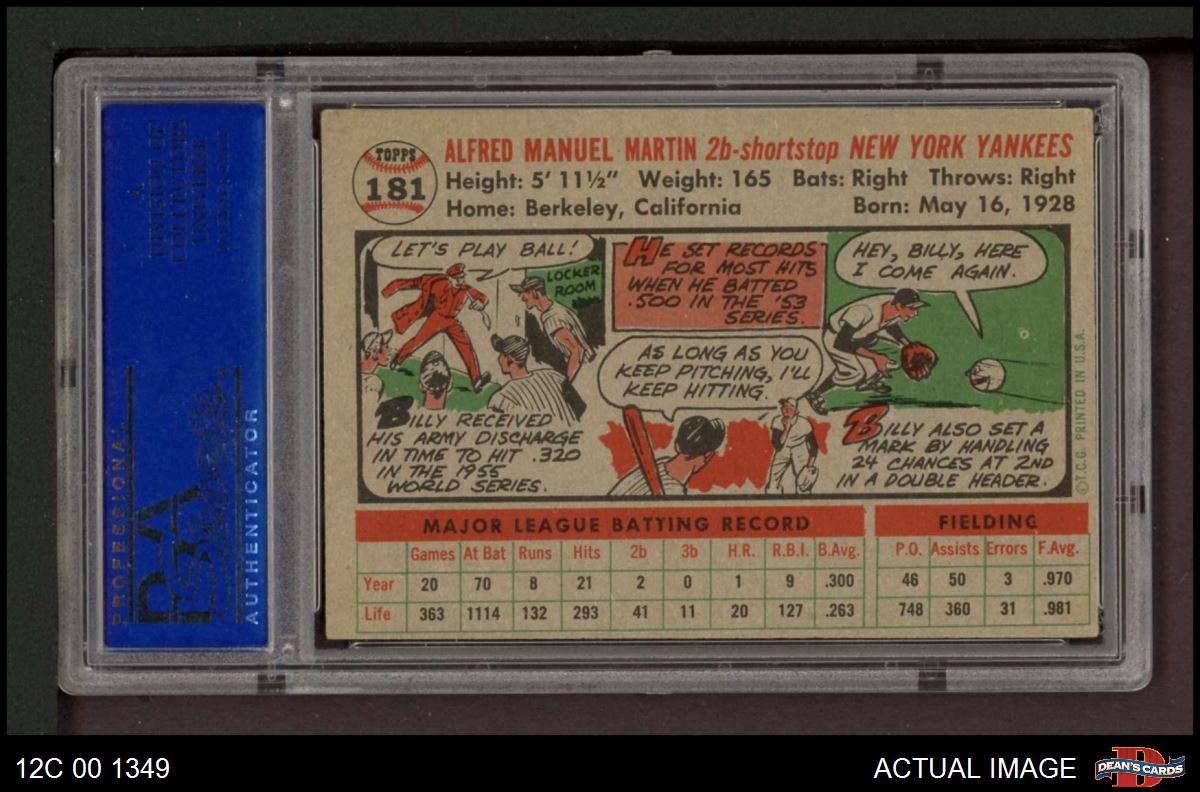 A
DIVISION OF
COLLECTORS
UNIVERSE
PROFESSIONAL
PSA
AUTHENTICATOR
TOPPS
181
ALFRED MANUEL MARTIN 2b-shortstop NEW YORK YANKEES
Height: 5' 11½" Weight: 165 Bats: Right Throws: Right
Home: Berkeley, California Born: May 16, 1928
LET'S PLAY BALL!
LOCKER
ROOM
BILLY RECEIVED
HIS ARMY DISCHARGE
IN TIME TO HIT .320
IN THE 1955
WORLD SERIES.
HE SET RECORDS
FOR MOST HITS
WHEN HE BATTED
.500 IN THE '53
SERIES.
AS LONG AS YOU
KEEP PITCHING, I'LL
KEEP HITTING.
HEY, BILLY, HERE
I COME AGAIN.
BILLY ALSO SET A
MARK BY HANDLING
24 CHANCES AT 2ND
IN A DOUBLE HEADER.
©T.C.G. PRINTED IN U.S.A.
MAJOR LEAGUE BATTING RECORD FIELDING
Games At Bat Runs Hits 2b 3b H.R. R.B.I. B.Avg. P.O. Assists Errors F.Avg.
Year 20 70 8 21 2 0 1 9 .300 46 50 3 .970
Life 363 1114 132 293 41 11 20 127 .263 748 360 31 .981
12C 00 1349
ACTUAL IMAGE
DEAN'S CARDS